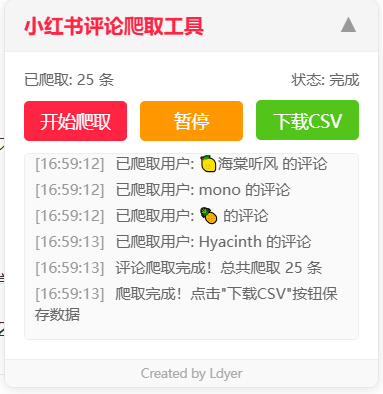 小红书评论爬取工具 ▲
已爬取: 25 条 状态: 完成
开始爬取 暂停 下载CSV
[16:59:12] 已爬取用户: 🍋海棠听风 的评论
[16:59:12] 已爬取用户: mono 的评论
[16:59:12] 已爬取用户: 🍍 的评论
[16:59:13] 已爬取用户: Hyacinth 的评论
[16:59:13] 评论爬取完成！总共爬取 25 条
[16:59:13] 爬取完成！点击"下载CSV"按钮保
存数据
Created by Ldyer